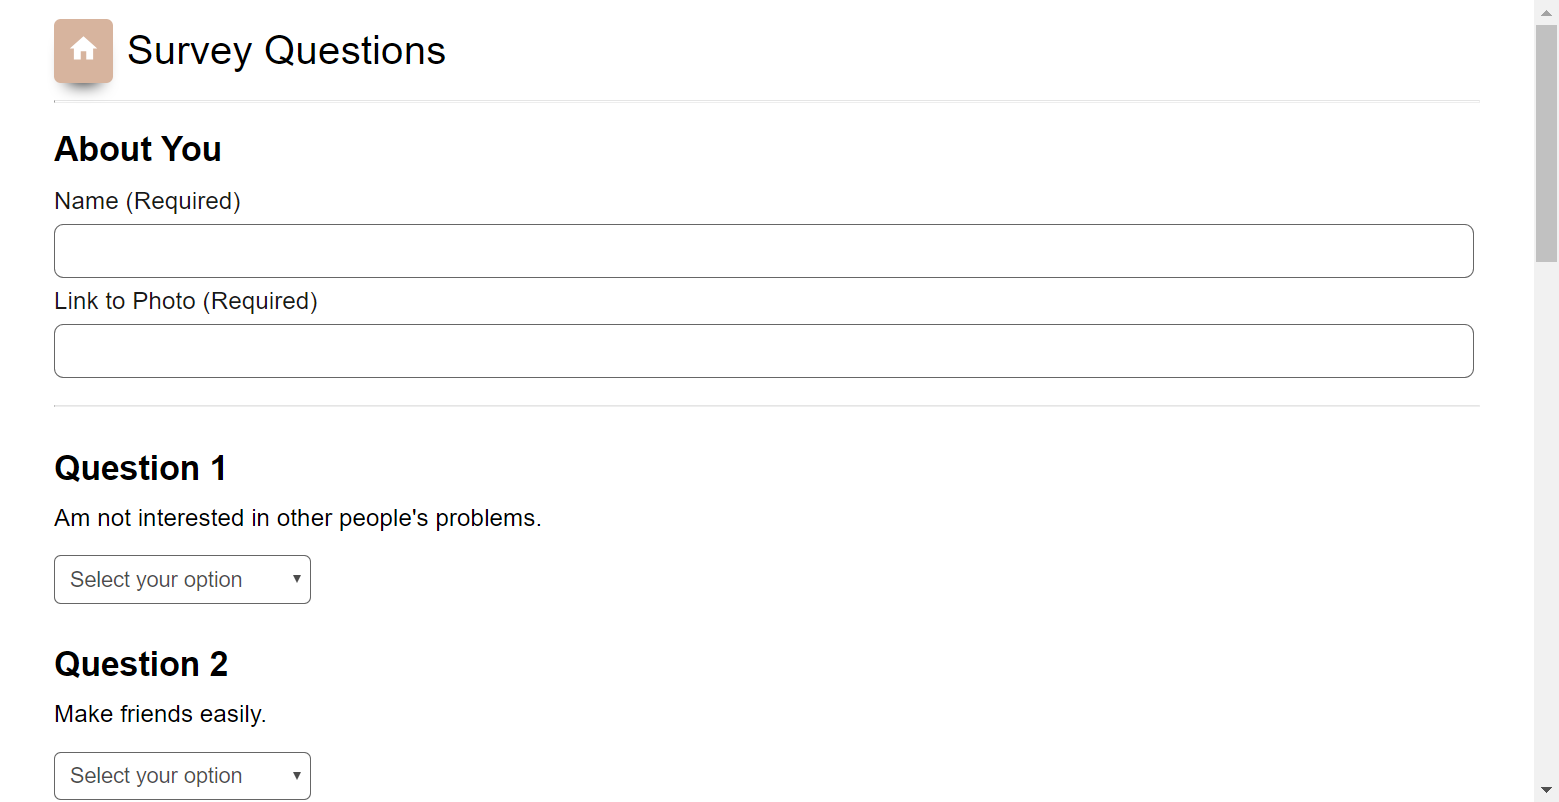 Survey Questions
About You
Name (Required)
Link to Photo (Required)
Question 1
Am not interested in other people's problems.
Select your option
Question 2
Make friends easily.
Select your option